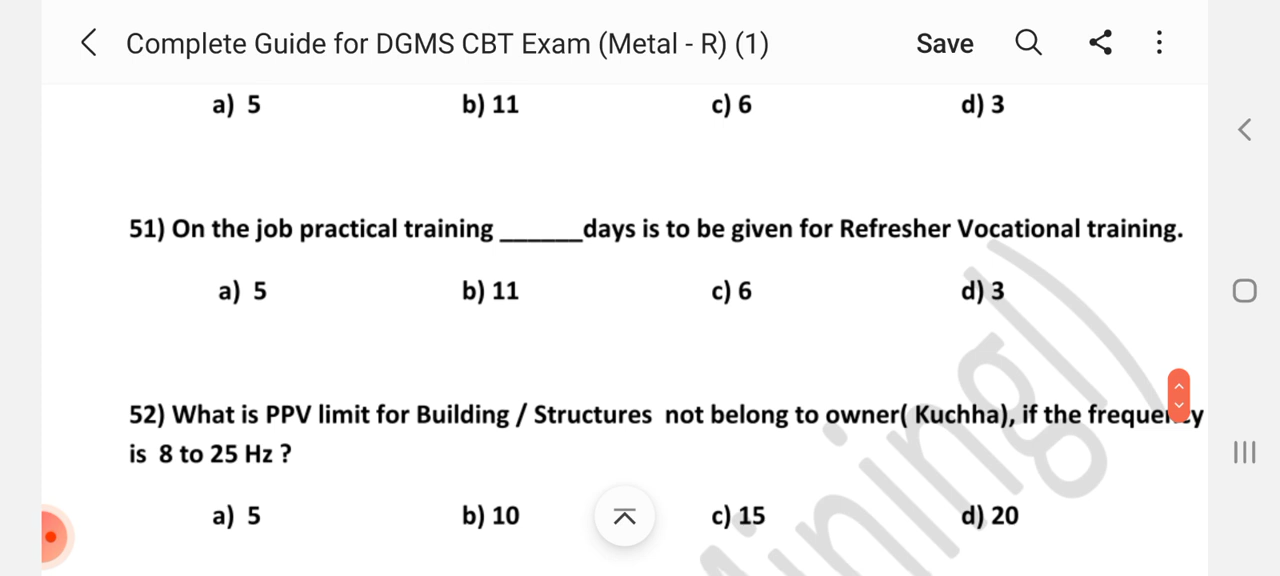 Complete Guide for DGMS CBT Exam (Metal - R) (1) Save
a) 5 b) 11 c) 6 d) 3
51) On the job practical training ______days is to be given for Refresher Vocational training.
a) 5 b) 11 c) 6 d) 3
52) What is PPV limit for Building / Structures not belong to owner( Kuchha), if the
is 8 to 25 Hz ?
a) 5 b) 10 c) 15 d) 20